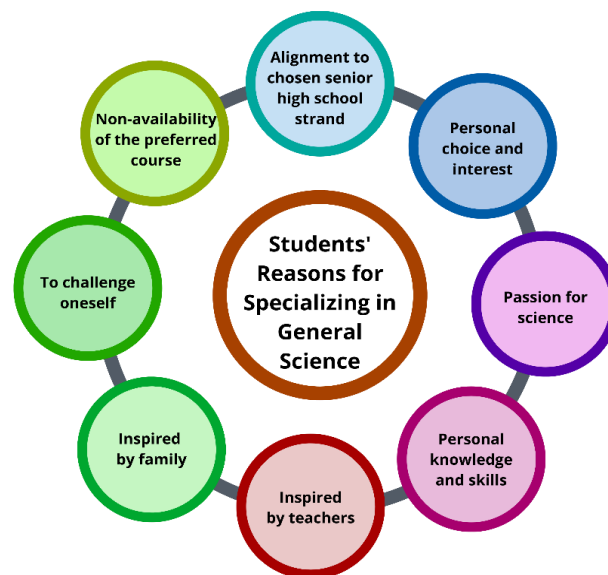 Students'
Reasons for
Specializing in
General
Science
Alignment to
chosen senior
high school
strand
Personal
choice and
interest
Passion for
science
Personal
knowledge
and skills
Inspired
by teachers
Inspired
by family
To challenge
oneself
Non-availability
of the preferred
course